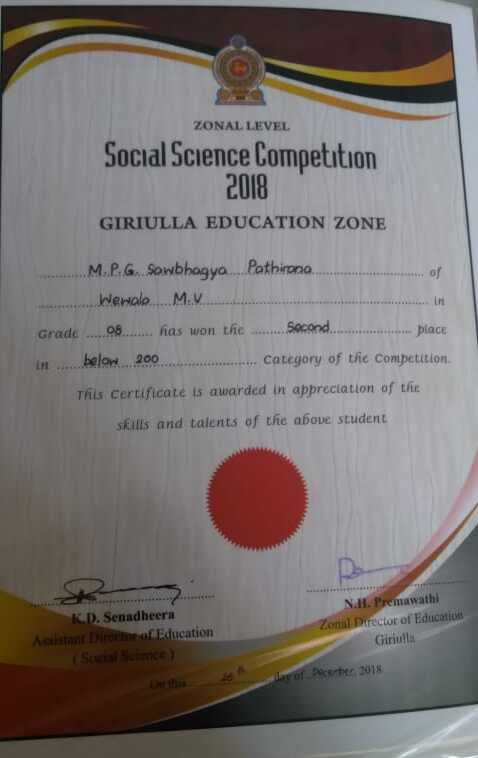 ZONAL LEVEL
Social Science Competition
2018
GIRIULLA EDUCATION ZONE
M.P.G. Sawbhagya Pathirana of
Wewala M.V in
Grade 08 has won the Second place
in below 200 Category of the Competition.
This Certificate is awarded in appreciation of the
skills and talents of the above student
K.D. Senadheera
Assistant Director of Education
( Social Science )
N.H. Premawathi
Zonal Director of Education
Giriulla
On this day of December 2018